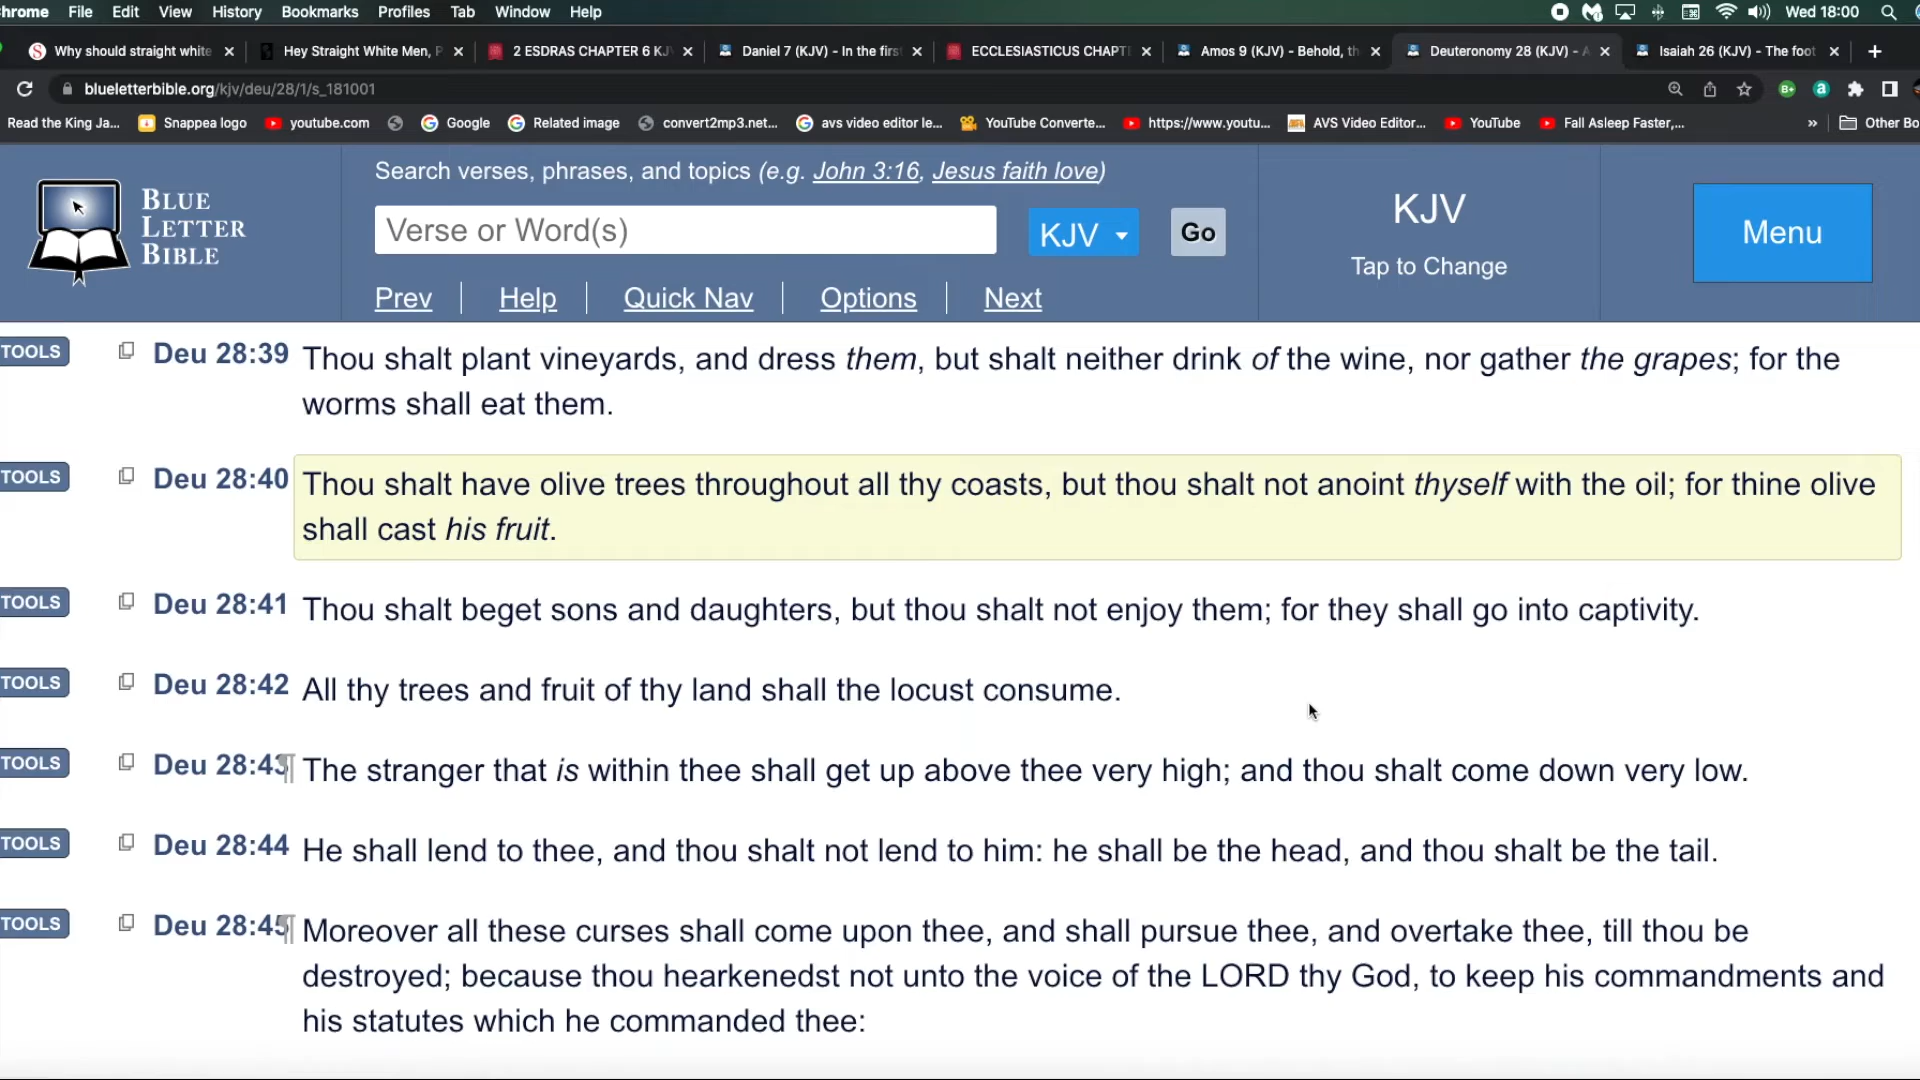 hrome File Edit View History Bookmarks Profiles Tab Window Help Wed 18:00
Why should straight white Hey Straight White Men, P 2 ESDRAS CHAPTER 6 KJ Daniel 7 (KJV) - In the firs ECCLESIASTICUS CHAPT Amos 9 (KJV) - Behold, th Deuteronomy 28 (KJV) - A Isaiah 26 (KJV) - The foot
blueletterbible.org/kjv/deu/28/1/s_181001
Read the King Ja... Snappea logo youtube.com Google Related image convert2mp3.net... avs video editor le... YouTube Converte... https://www.youtu... AVS Video Editor... YouTube Fall Asleep Faster,... » Other Bo
BLUE LETTER BIBLE
Search verses, phrases, and topics (e.g. John 3:16, Jesus faith love)
Verse or Word(s) KJV Go
Prev Help Quick Nav Options Next
KJV
Tap to Change
Menu
TOOLS Deu 28:39 Thou shalt plant vineyards, and dress them, but shalt neither drink of the wine, nor gather the grapes; for the
worms shall eat them.
TOOLS Deu 28:40 Thou shalt have olive trees throughout all thy coasts, but thou shalt not anoint thyself with the oil; for thine olive
shall cast his fruit.
TOOLS Deu 28:41 Thou shalt beget sons and daughters, but thou shalt not enjoy them; for they shall go into captivity.
TOOLS Deu 28:42 All thy trees and fruit of thy land shall the locust consume.
TOOLS Deu 28:43 ¶ The stranger that is within thee shall get up above thee very high; and thou shalt come down very low.
TOOLS Deu 28:44 He shall lend to thee, and thou shalt not lend to him: he shall be the head, and thou shalt be the tail.
TOOLS Deu 28:45 ¶ Moreover all these curses shall come upon thee, and shall pursue thee, and overtake thee, till thou be
destroyed; because thou hearkenedst not unto the voice of the LORD thy God, to keep his commandments and
his statutes which he commanded thee: